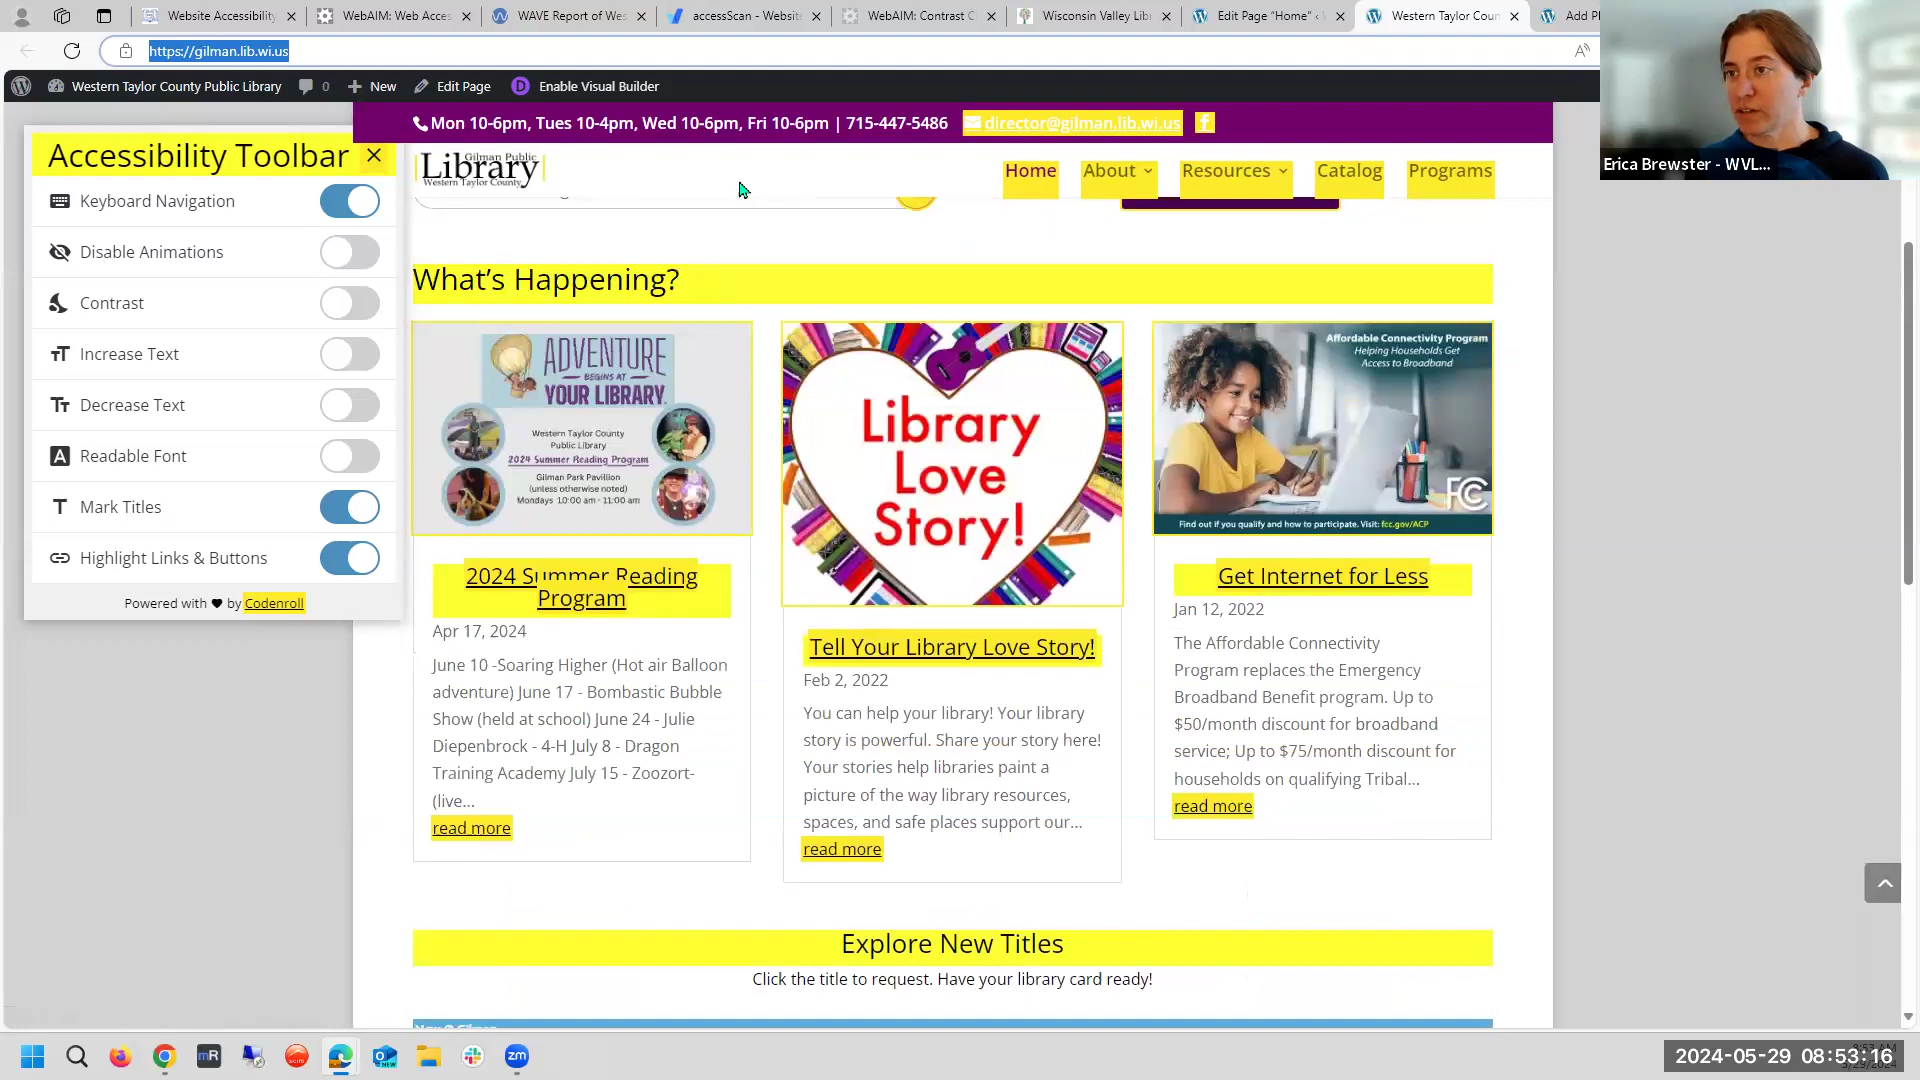 Website Accessibility
WebAIM: Web Acces
WAVE Report of Wes
accessScan - Website
WebAIM: Contrast C
Wisconsin Valley Lib
Edit Page "Home" ‹
Western Taylor Coun
Add Pl
https://gilman.lib.wi.us
Western Taylor County Public Library
0
New
Edit Page
D
Enable Visual Builder
Erica Brewster - WVL...
Mon 10-6pm, Tues 10-4pm, Wed 10-6pm, Fri 10-6pm | 715-447-5486
director@gilman.lib.wi.us
Gilman Public
Library
Western Taylor County
Home
About
Resources
Catalog
Programs
Accessibility Toolbar
Keyboard Navigation
Disable Animations
Contrast
Increase Text
Decrease Text
Readable Font
Mark Titles
Highlight Links & Buttons
Powered with ♥ by Codenroll
What's Happening?
ADVENTURE
BEGINS AT
YOUR LIBRARY
Western Taylor County
Public Library
2024 Summer Reading Program
Gilman Park Pavilion
(unless otherwise noted)
Mondays 10:00 am - 11:00 am
2024 Summer Reading
Program
Apr 17, 2024
June 10 -Soaring Higher (Hot air Balloon
adventure) June 17 - Bombastic Bubble
Show (held at school) June 24 - Julie
Diepenbrock - 4-H July 8 - Dragon
Training Academy July 15 - Zoozort-
(live...
read more
Library
Love
Story!
Tell Your Library Love Story!
Feb 2, 2022
You can help your library! Your library
story is powerful. Share your story here!
Your stories help libraries paint a
picture of the way library resources,
spaces, and safe places support our...
read more
Affordable Connectivity Program
Helping Households Get
Access to Broadband
FCC
Find out if you qualify and how to participate. Visit: fcc.gov/ACP
Get Internet for Less
Jan 12, 2022
The Affordable Connectivity
Program replaces the Emergency
Broadband Benefit program. Up to
$50/month discount for broadband
service; Up to $75/month discount for
households on qualifying Tribal...
read more
Explore New Titles
Click the title to request. Have your library card ready!
mR
NEW
zm
2024-05-29 08:53:16